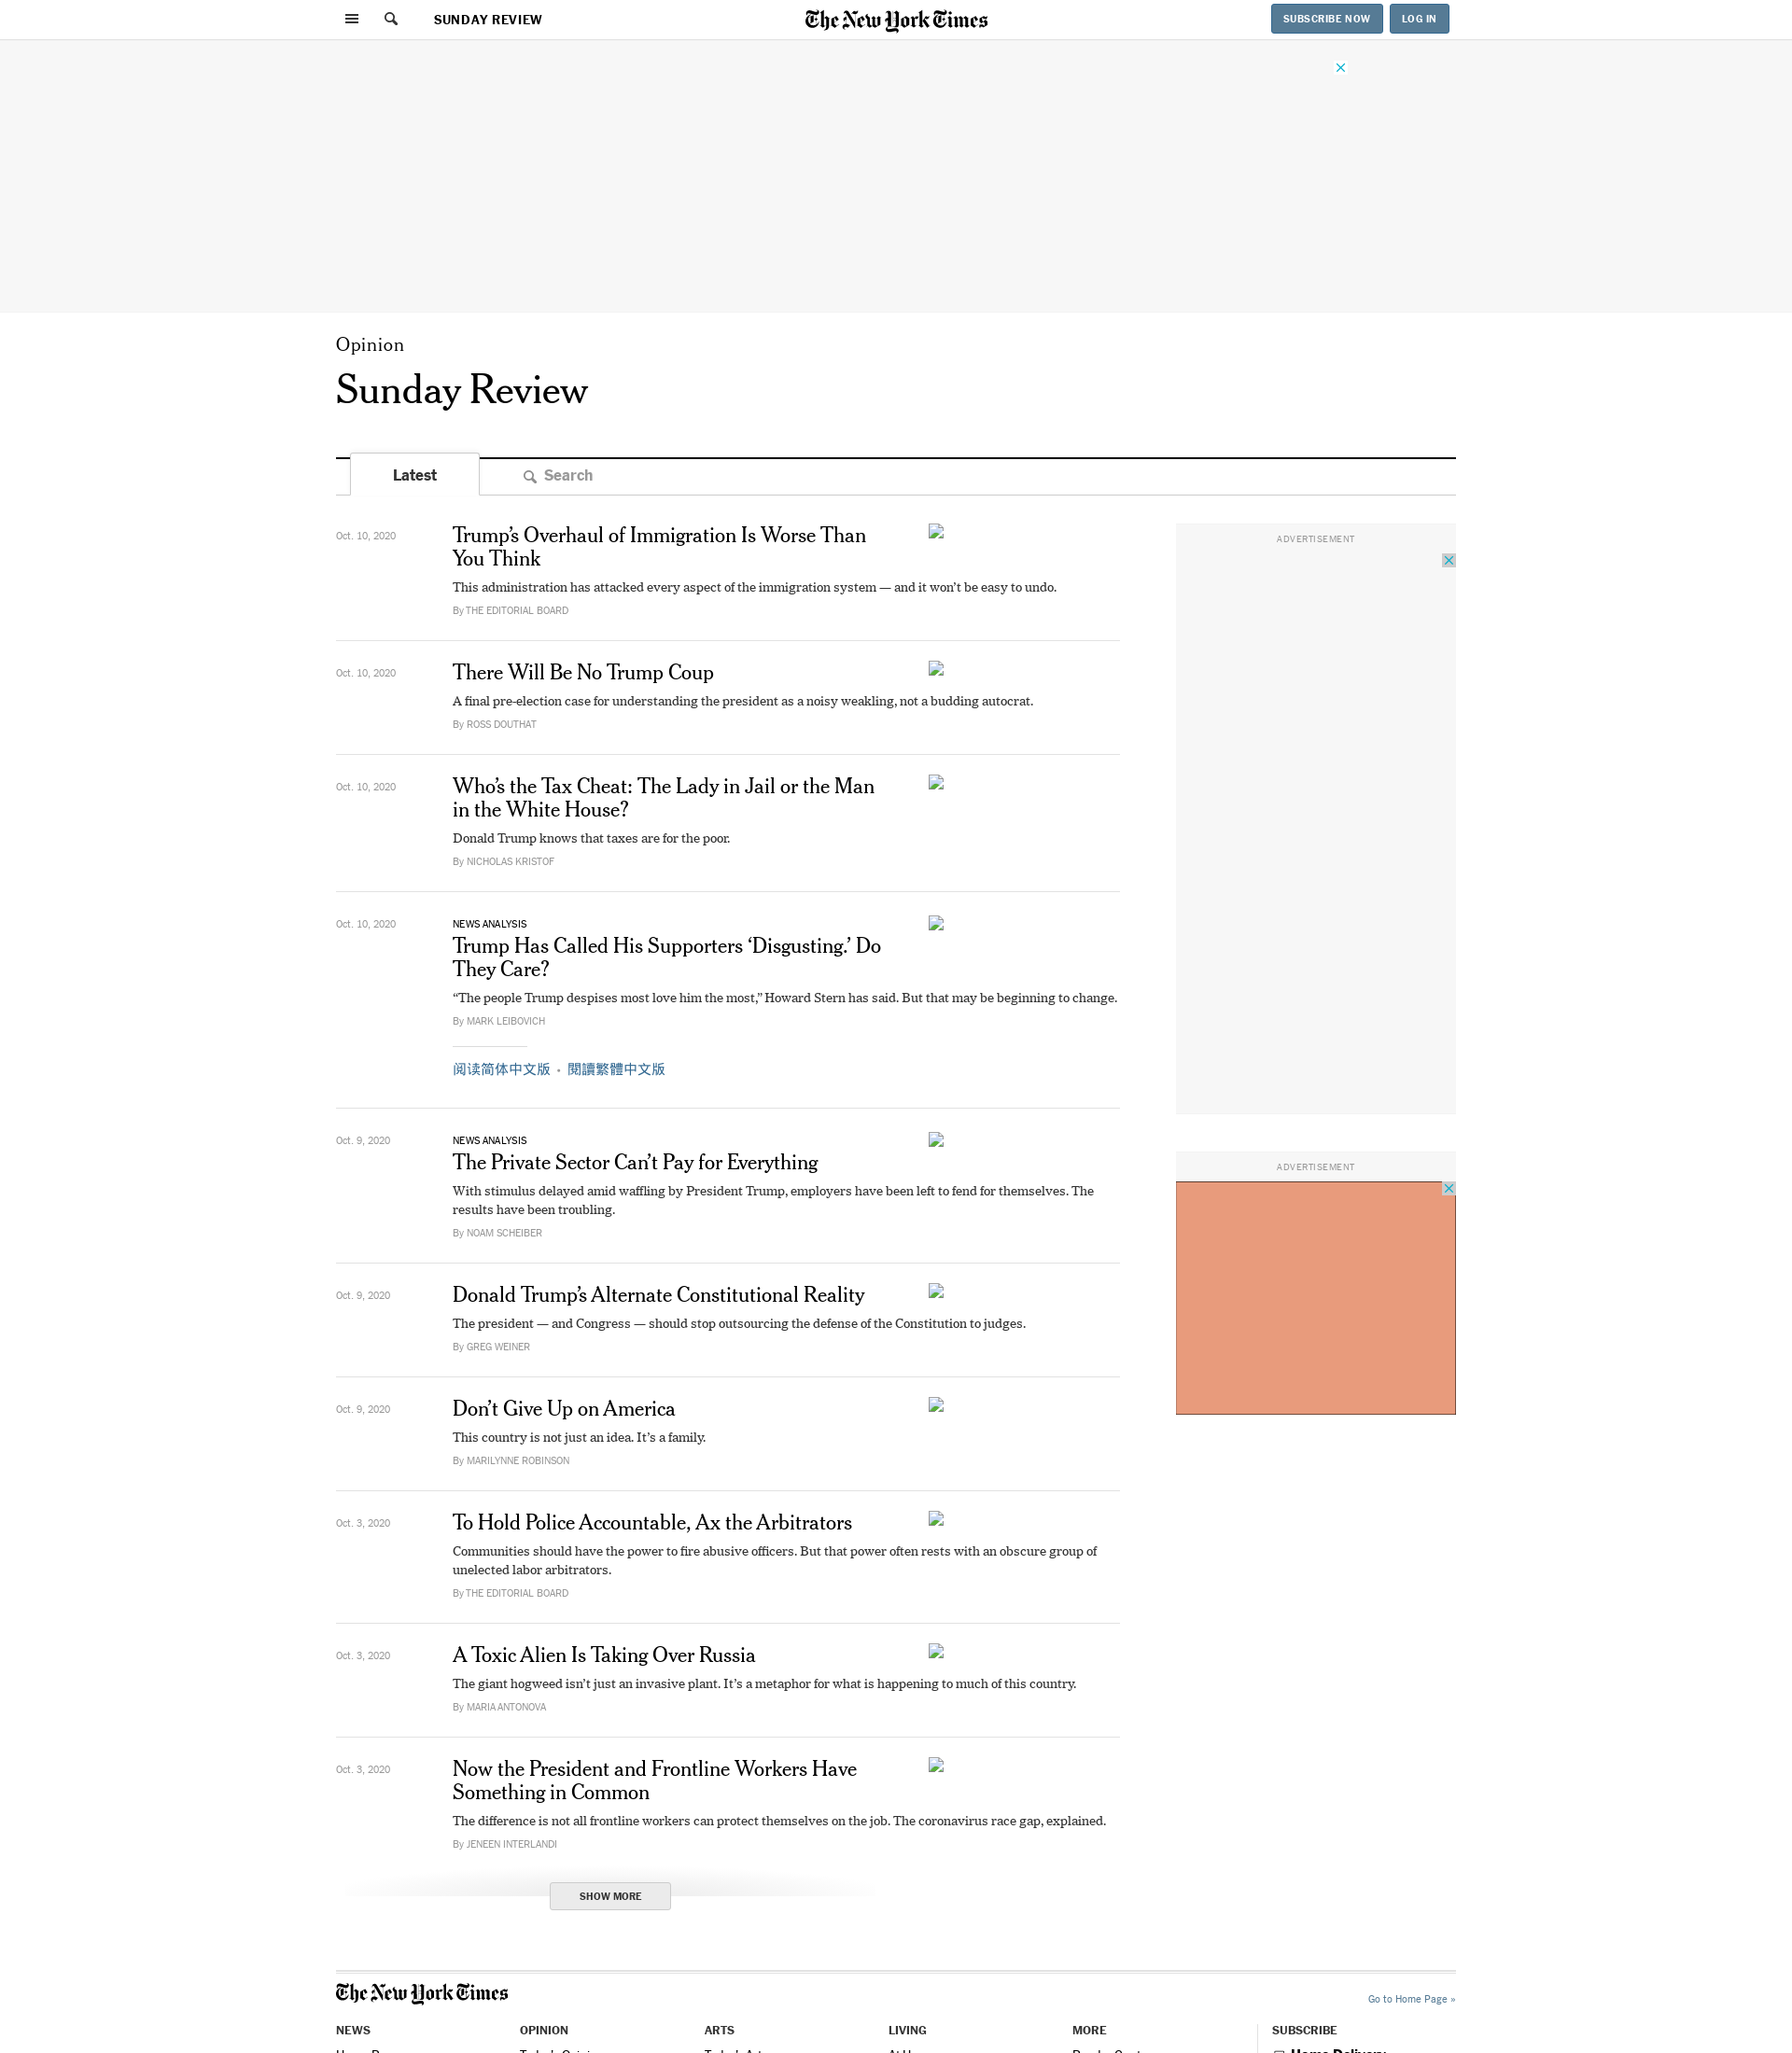 SUNDAY REVIEW
The New York Times
SUBSCRIBE NOW
LOG IN
Opinion
Sunday Review
Latest
Search
Oct. 10, 2020
Trump’s Overhaul of Immigration Is Worse Than
You Think
This administration has attacked every aspect of the immigration system — and it won’t be easy to undo.
By THE EDITORIAL BOARD
ADVERTISEMENT
Oct. 10, 2020
There Will Be No Trump Coup
A final pre-election case for understanding the president as a noisy weakling, not a budding autocrat.
By ROSS DOUTHAT
Oct. 10, 2020
Who’s the Tax Cheat: The Lady in Jail or the Man
in the White House?
Donald Trump knows that taxes are for the poor.
By NICHOLAS KRISTOF
Oct. 10, 2020
NEWS ANALYSIS
Trump Has Called His Supporters ‘Disgusting.’ Do
They Care?
“The people Trump despises most love him the most,” Howard Stern has said. But that may be beginning to change.
By MARK LEIBOVICH
阅读简体中文版 • 閱讀繁體中文版
Oct. 9, 2020
NEWS ANALYSIS
The Private Sector Can’t Pay for Everything
With stimulus delayed amid waffling by President Trump, employers have been left to fend for themselves. The
results have been troubling.
By NOAM SCHEIBER
ADVERTISEMENT
Oct. 9, 2020
Donald Trump’s Alternate Constitutional Reality
The president — and Congress — should stop outsourcing the defense of the Constitution to judges.
By GREG WEINER
Oct. 9, 2020
Don’t Give Up on America
This country is not just an idea. It’s a family.
By MARILYNNE ROBINSON
Oct. 3, 2020
To Hold Police Accountable, Ax the Arbitrators
Communities should have the power to fire abusive officers. But that power often rests with an obscure group of
unelected labor arbitrators.
By THE EDITORIAL BOARD
Oct. 3, 2020
A Toxic Alien Is Taking Over Russia
The giant hogweed isn’t just an invasive plant. It’s a metaphor for what is happening to much of this country.
By MARIA ANTONOVA
Oct. 3, 2020
Now the President and Frontline Workers Have
Something in Common
The difference is not all frontline workers can protect themselves on the job. The coronavirus race gap, explained.
By JENEEN INTERLANDI
SHOW MORE
The New York Times
Go to Home Page »
NEWS
OPINION
ARTS
LIVING
MORE
SUBSCRIBE
Home Delivery